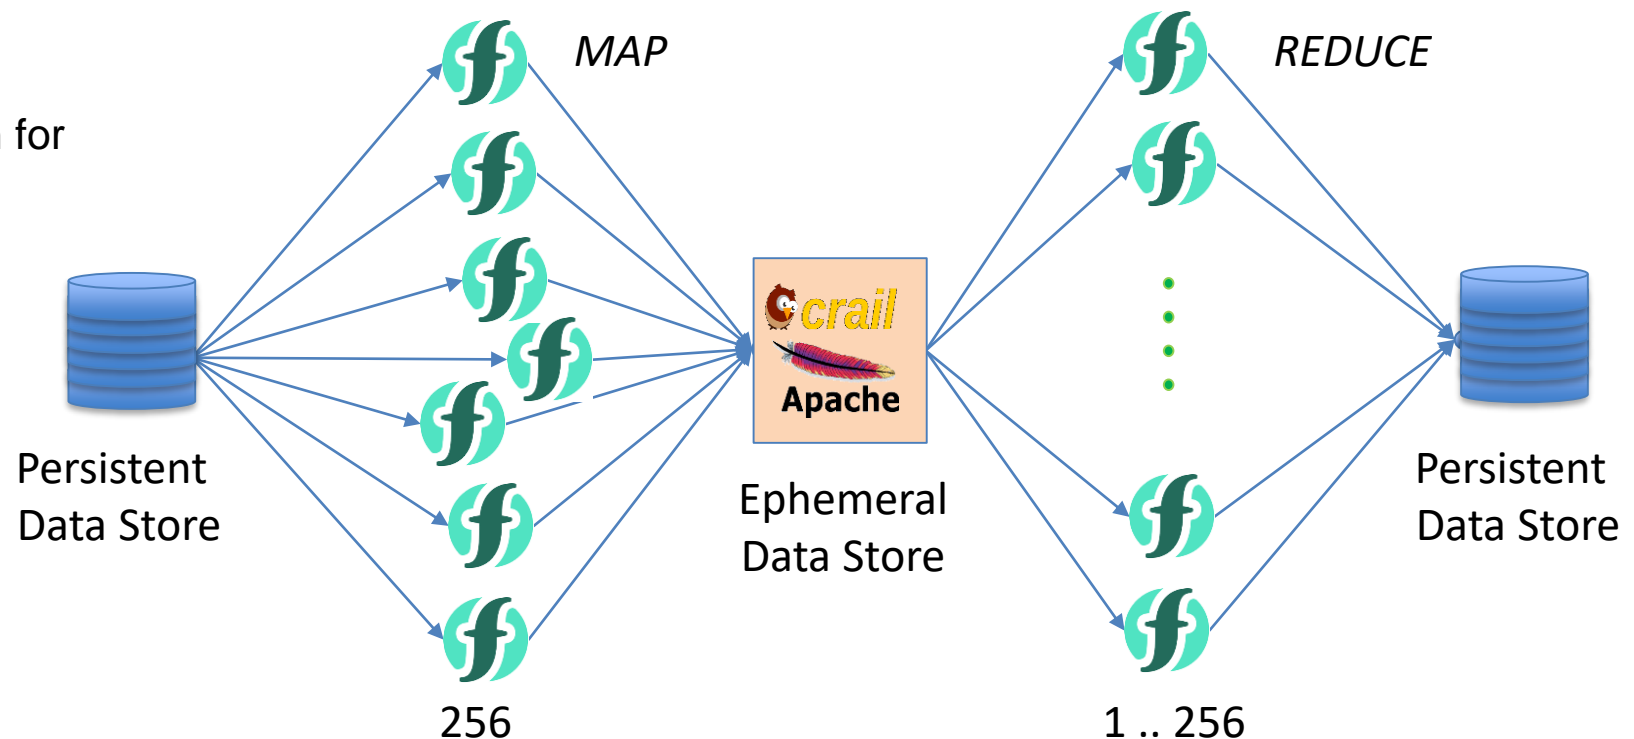 MAP
REDUCE
for
crail
Apache
Persistent
Data Store
Ephemeral
Data Store
Persistent
Data Store
256
1 .. 256